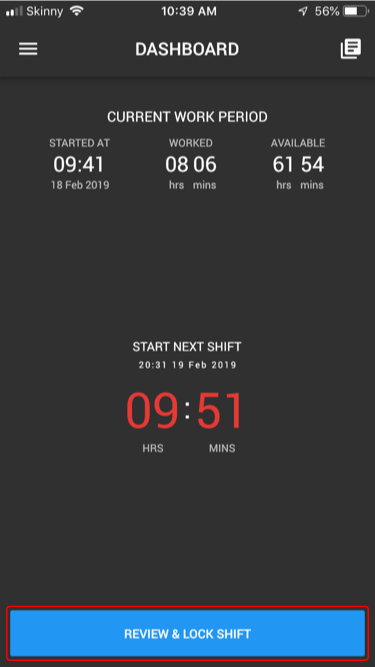 Skinny 10:39 AM 56%
DASHBOARD
CURRENT WORK PERIOD
STARTED AT WORKED AVAILABLE
09:41 08 06 61 54
18 Feb 2019 hrs mins hrs mins
START NEXT SHIFT
20:31 19 Feb 2019
09:51
HRS MINS
REVIEW & LOCK SHIFT